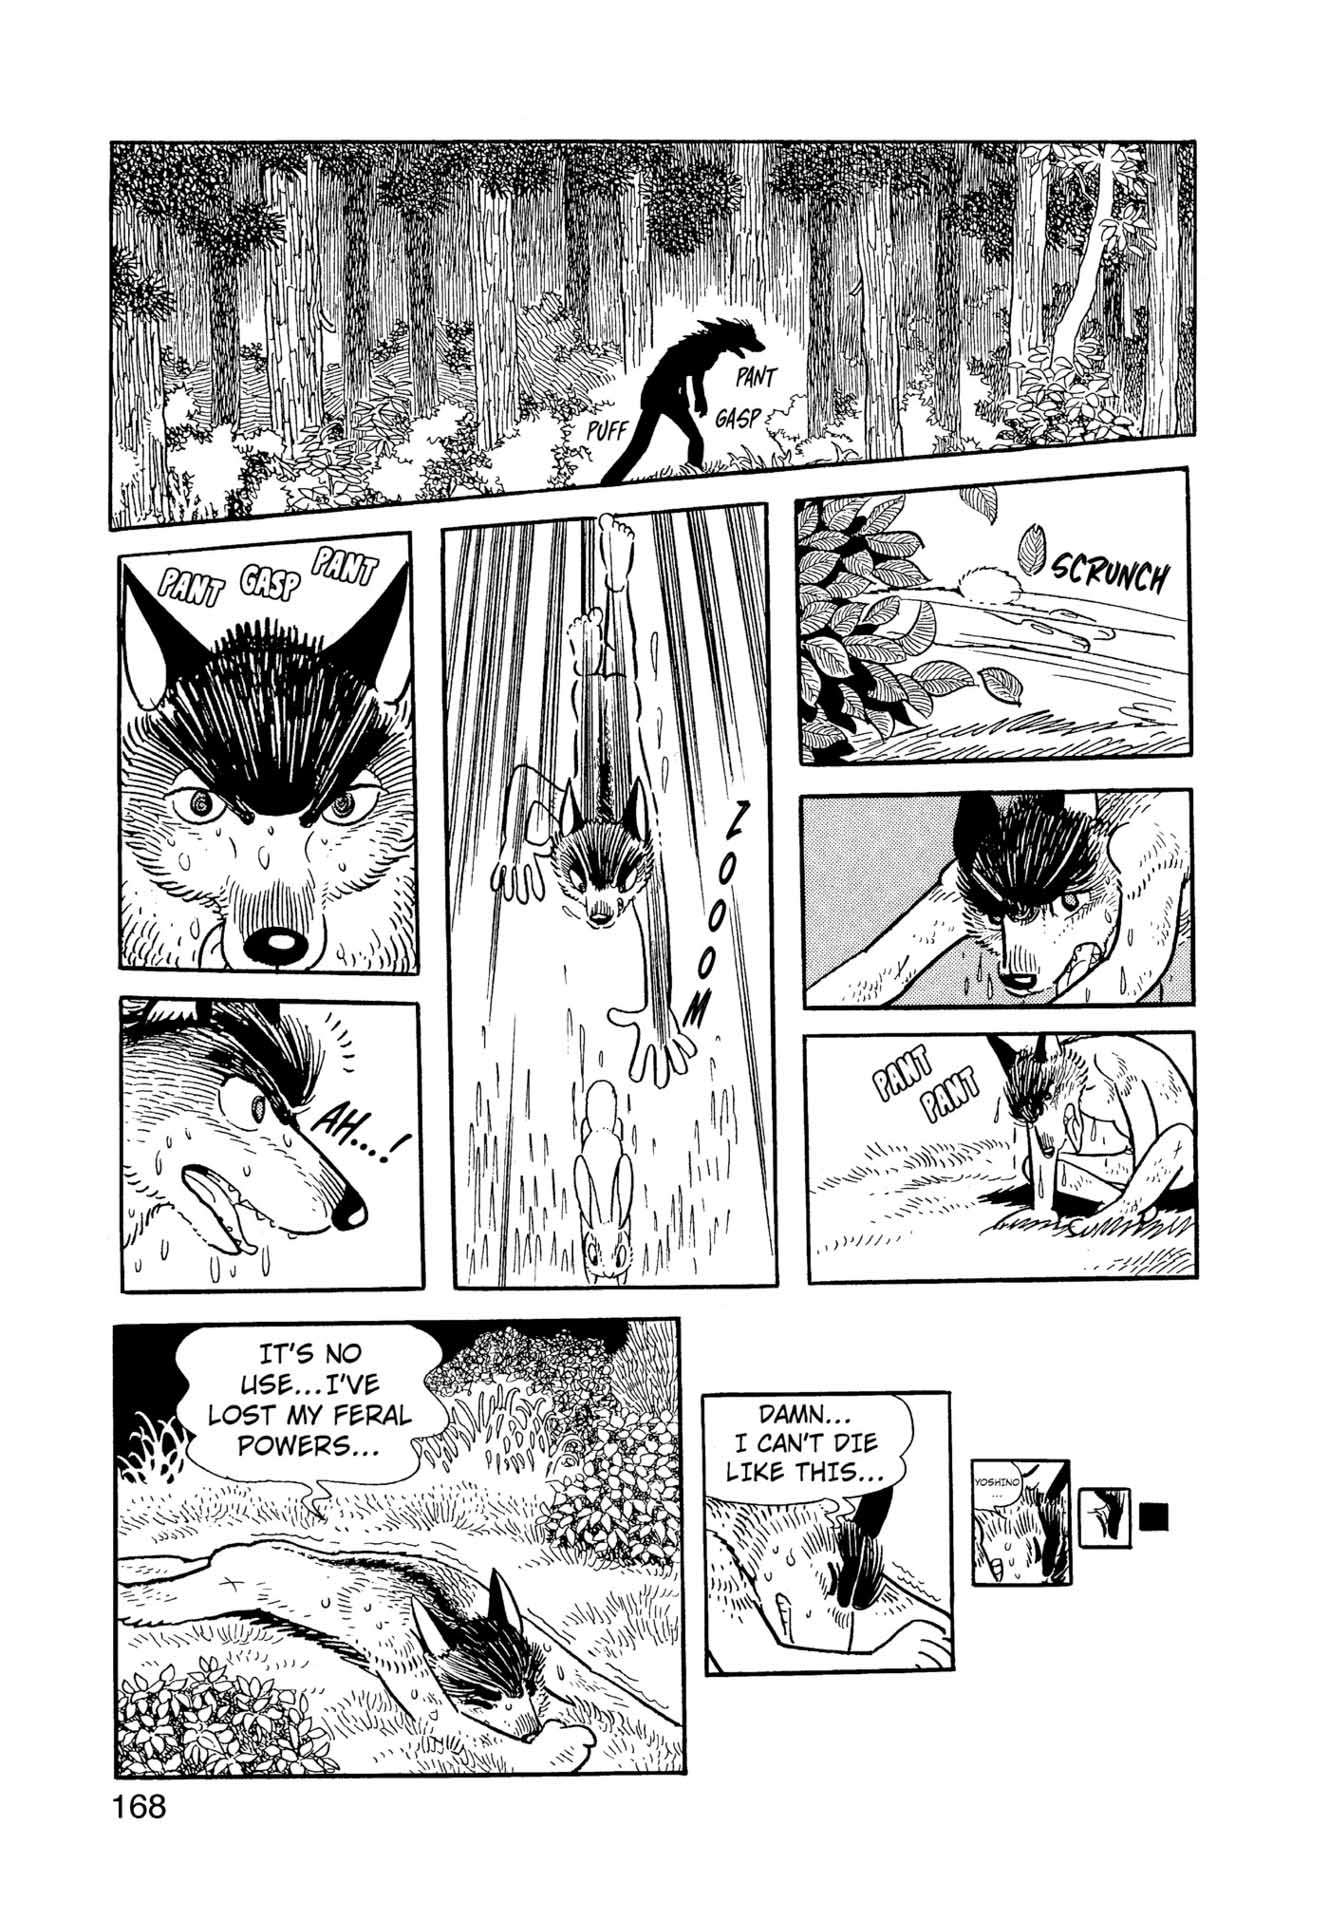 PUFF
GASP
PANT
PANT
GASP
PANT
AH...!
ZOOOM
SCRUNCH
PANT
PANT
IT'S NO
USE...I'VE
LOST MY FERAL
POWERS...
DAMN...
I CAN'T DIE
LIKE THIS...
YOSHINO
...
168